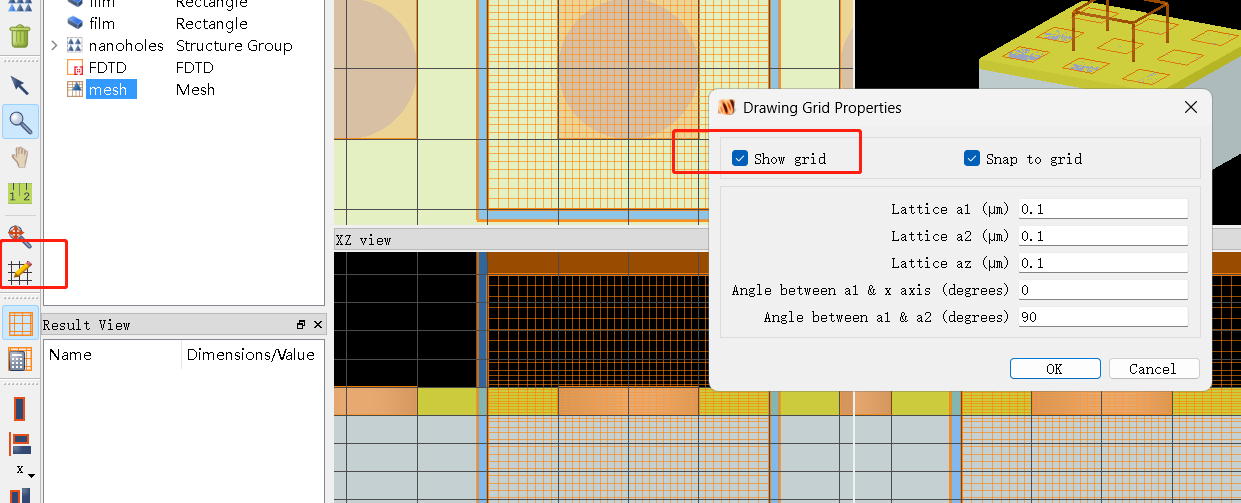 film Rectangle
film Rectangle
nanoholes Structure Group
FDTD FDTD
mesh Mesh
1 2
Result View
Name Dimensions/Value
x
XZ view
Drawing Grid Properties
Show grid Snap to grid
Lattice a1 (μm) 0.1
Lattice a2 (μm) 0.1
Lattice az (μm) 0.1
Angle between a1 & x axis (degrees) 0
Angle between a1 & a2 (degrees) 90
OK Cancel